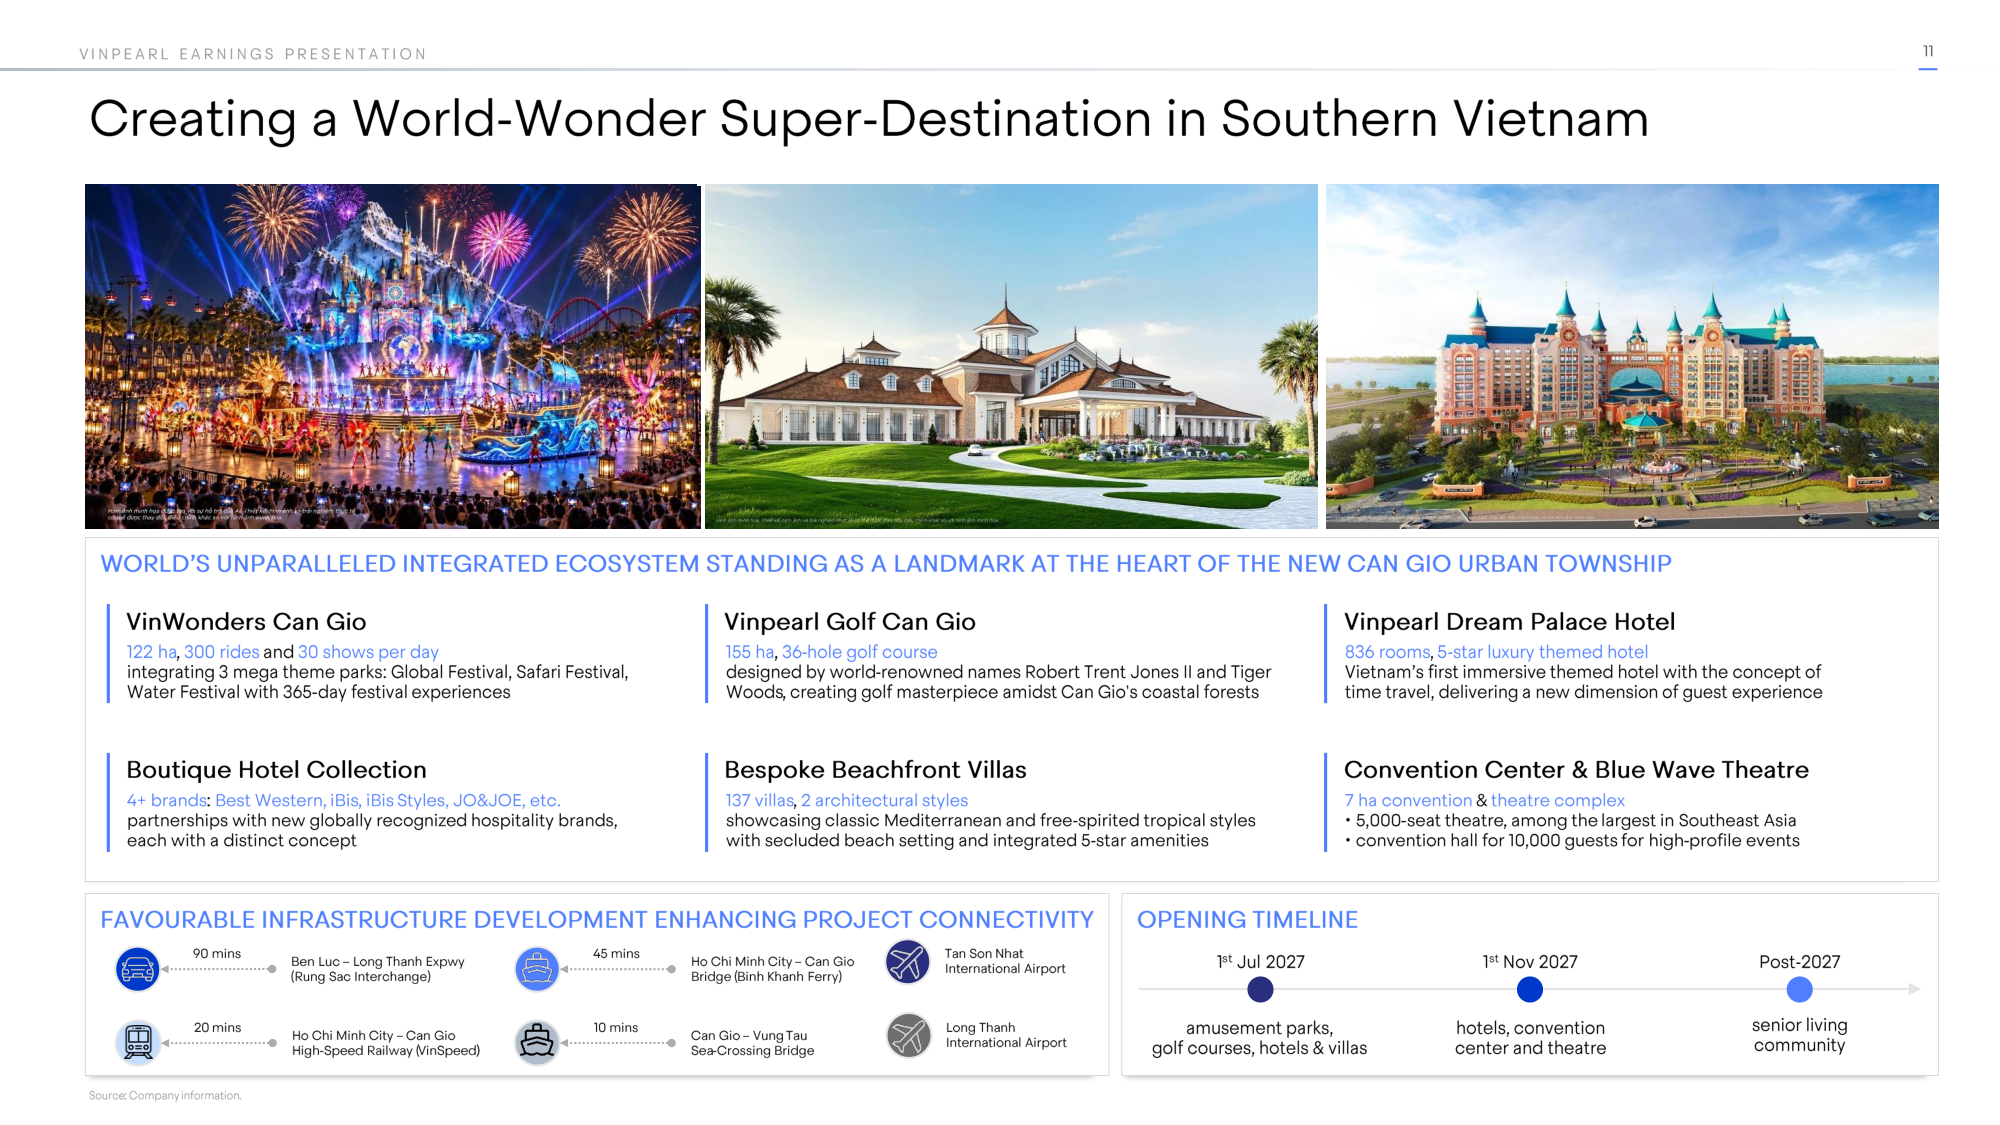 VINPEARL EARNINGS PRESENTATION
11
Creating a World-Wonder Super-Destination in Southern Vietnam
WORLD'S UNPARALLELED INTEGRATED ECOSYSTEM STANDING AS A LANDMARK AT THE HEART OF THE NEW CAN GIO URBAN TOWNSHIP
VinWonders Can Gio
122 ha, 300 rides and 30 shows per day
integrating 3 mega theme parks: Global Festival, Safari Festival,
Water Festival with 365-day festival experiences
Vinpearl Golf Can Gio
155 ha, 36-hole golf course
designed by world-renowned names Robert Trent Jones II and Tiger
Woods, creating golf masterpiece amidst Can Gio's coastal forests
Vinpearl Dream Palace Hotel
836 rooms, 5-star luxury themed hotel
Vietnam's first immersive themed hotel with the concept of
time travel, delivering a new dimension of guest experience
Boutique Hotel Collection
4+ brands: Best Western, iBis, iBis Styles, JO&JOE, etc.
partnerships with new globally recognized hospitality brands,
each with a distinct concept
Bespoke Beachfront Villas
137 villas, 2 architectural styles
showcasing classic Mediterranean and free-spirited tropical styles
with secluded beach setting and integrated 5-star amenities
Convention Center & Blue Wave Theatre
7 ha convention & theatre complex
• 5,000-seat theatre, among the largest in Southeast Asia
• convention hall for 10,000 guests for high-profile events
FAVOURABLE INFRASTRUCTURE DEVELOPMENT ENHANCING PROJECT CONNECTIVITY
90 mins
Ben Luc – Long Thanh Expwy
(Rung Sac Interchange)
45 mins
Ho Chi Minh City – Can Gio
Bridge (Binh Khanh Ferry)
Tan Son Nhat
International Airport
20 mins
Ho Chi Minh City – Can Gio
High-Speed Railway (VinSpeed)
10 mins
Can Gio – Vung Tau
Sea-Crossing Bridge
Long Thanh
International Airport
OPENING TIMELINE
1st Jul 2027
amusement parks,
golf courses, hotels & villas
1st Nov 2027
hotels, convention
center and theatre
Post-2027
senior living
community
Source: Company information.